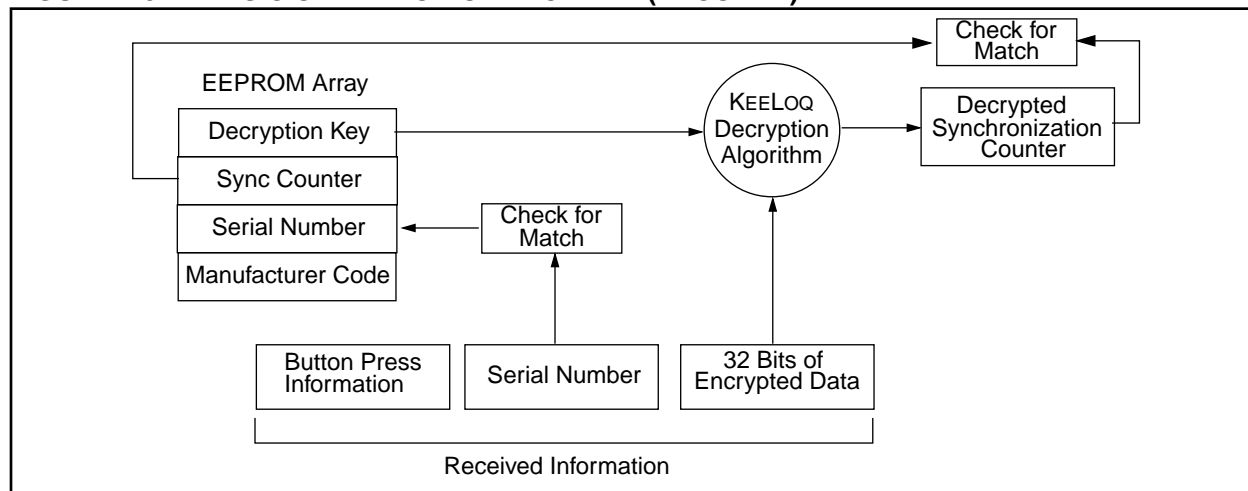 Check for
Match
EEPROM Array
Decryption Key
Sync Counter
Serial Number
Manufacturer Code
KEELOQ
Decryption
Algorithm
Decrypted
Synchronization
Counter
Check for
Match
Button Press
Information
Serial Number
32 Bits of
Encrypted Data
Received Information